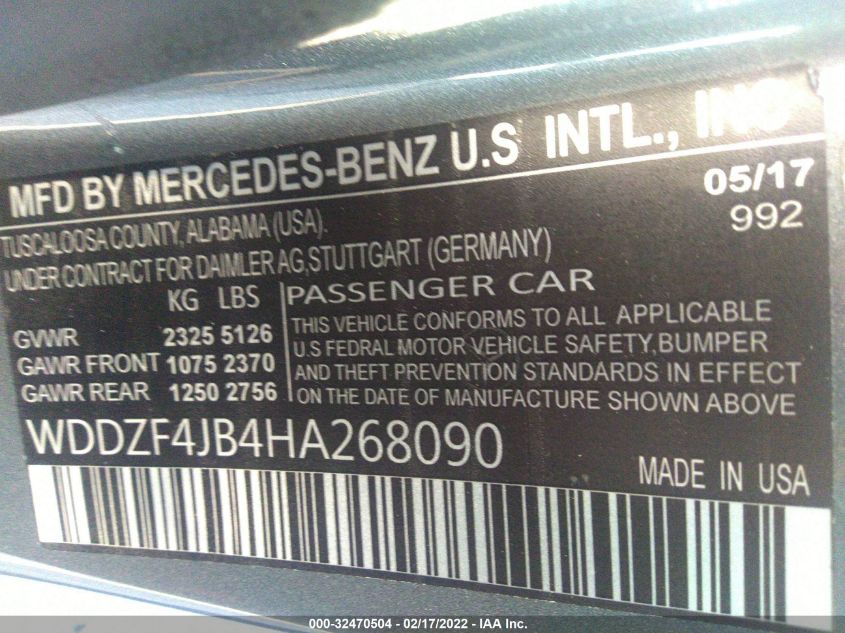 MFD BY MERCEDES-BENZ U.S INTL., INC
05/17
992
TUSCALOOSA COUNTY, ALABAMA (USA).
UNDER CONTRACT FOR DAIMLER AG, STUTTGART (GERMANY)
KG LBS
GVWR 2325 5126
GAWR FRONT 1075 2370
GAWR REAR 1250 2756
PASSENGER CAR
THIS VEHICLE CONFORMS TO ALL APPLICABLE
U.S FEDRAL MOTOR VEHICLE SAFETY, BUMPER
AND THEFT PREVENTION STANDARDS IN EFFECT
ON THE DATE OF MANUFACTURE SHOWN ABOVE
WDDZF4JB4HA268090
MADE IN USA
000-32470504 - 02/17/2022 - IAA Inc.